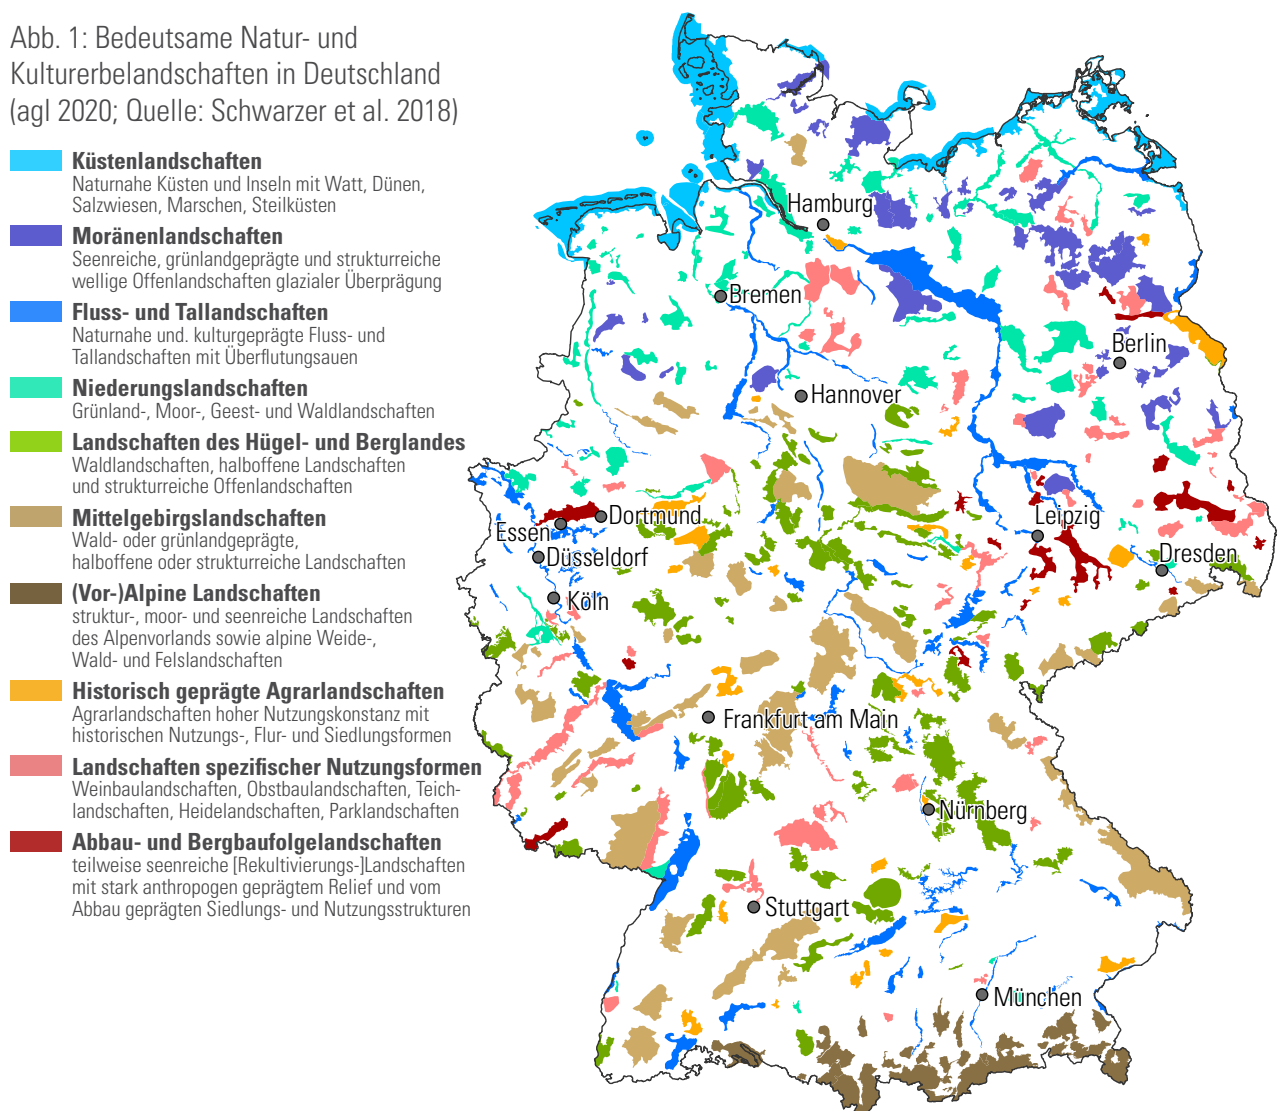 Abb. 1: Bedeutsame Natur- und
Kulturerbelandschaften in Deutschland
(agl 2020; Quelle: Schwarzer et al. 2018)
Küstenlandschaften
Naturnahe Küsten und Inseln mit Watt, Dünen,
Salzwiesen, Marschen, Steilküsten
Moränenlandschaften
Seenreiche, grünlandgeprägte und strukturreiche
wellige Offenlandschaften glazialer Überprägung
Fluss- und Tallandschaften
Naturnahe und. kulturgeprägte Fluss- und
Tallandschaften mit Überflutungsauen
Niederungslandschaften
Grünland-, Moor-, Geest- und Waldlandschaften
Landschaften des Hügel- und Berglandes
Waldlandschaften, halboffene Landschaften
und strukturreiche Offenlandschaften
Mittelgebirgslandschaften
Wald- oder grünlandgeprägte,
halboffene oder strukturreiche Landschaften
(Vor-)Alpine Landschaften
struktur-, moor- und seenreiche Landschaften
des Alpenvorlands sowie alpine Weide-,
Wald- und Felslandschaften
Historisch geprägte Agrarlandschaften
Agrarlandschaften hoher Nutzungskonstanz mit
historischen Nutzungs-, Flur- und Siedlungsformen
Landschaften spezifischer Nutzungsformen
Weinbaulandschaften, Obstbaulandschaften, Teich-
landschaften, Heidelandschaften, Parklandschaften
Abbau- und Bergbaufolgelandschaften
teilweise seenreiche [Rekultivierungs-]Landschaften
mit stark anthropogen geprägtem Relief und vom
Abbau geprägten Siedlungs- und Nutzungsstrukturen
Hamburg
Bremen
Berlin
Hannover
Dortmund
Essen
Leipzig
Düsseldorf
Dresden
Köln
Frankfurt am Main
Nürnberg
Stuttgart
München